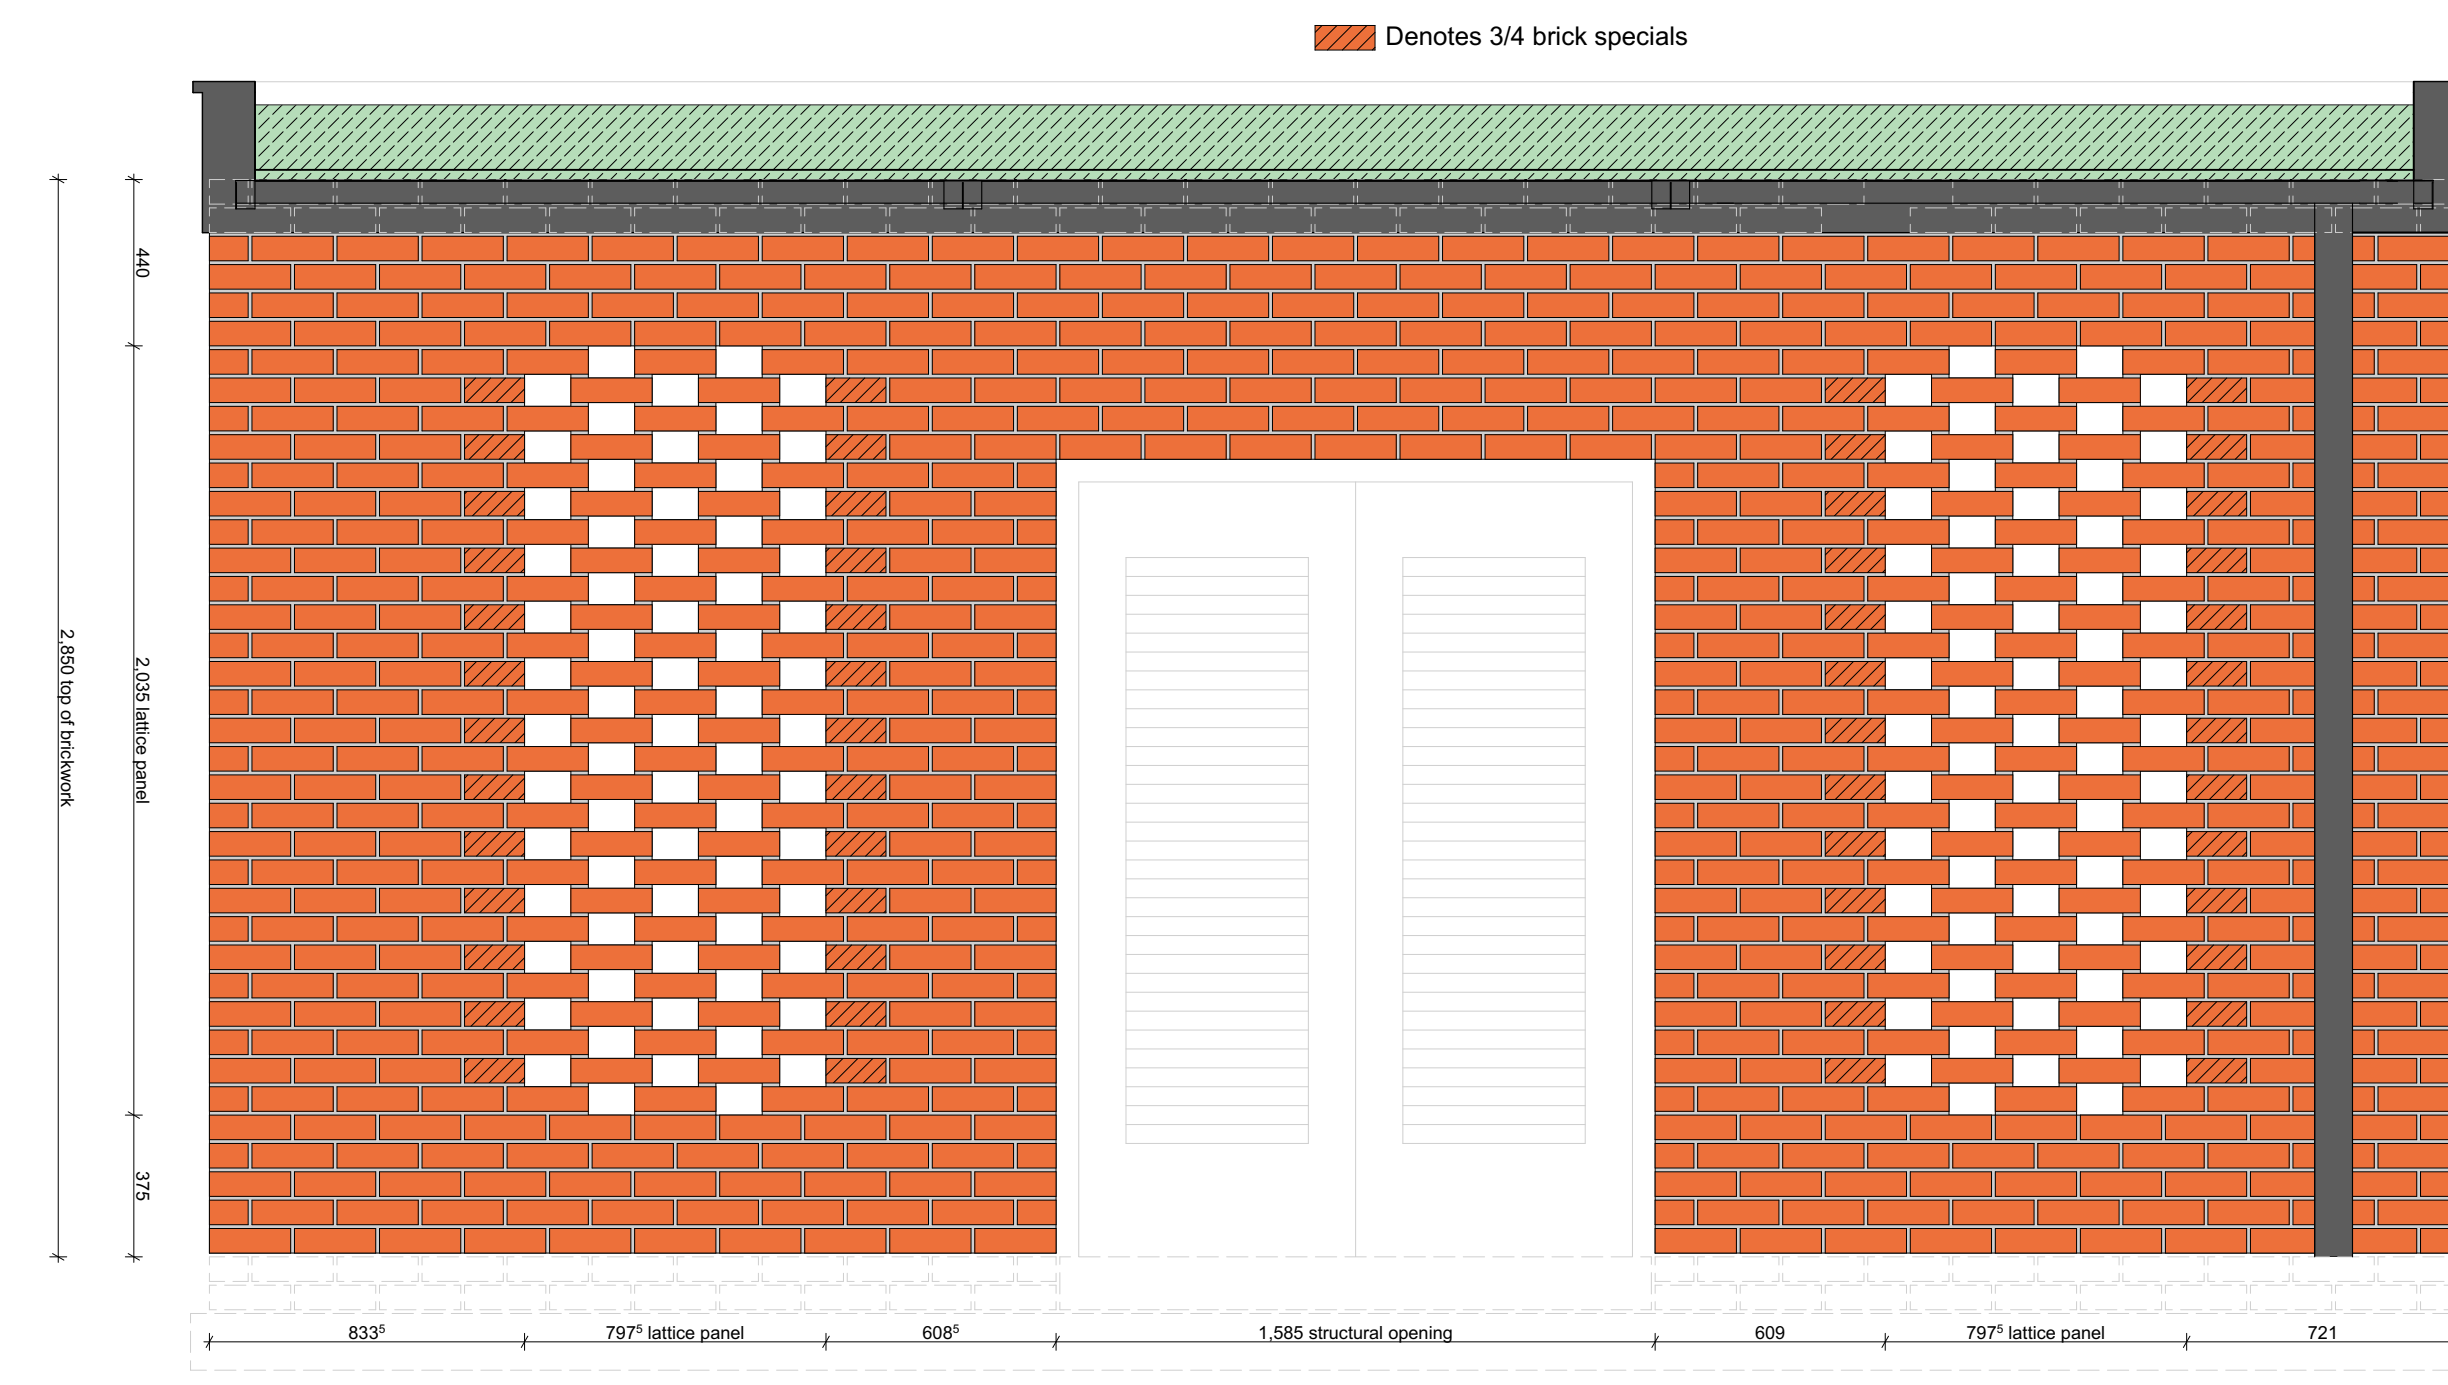 Denotes 3/4 brick specials
440
2,850 top of brickwork
2,035 lattice panel
375
833⁵
797⁵ lattice panel
608⁵
1,585 structural opening
609
797⁵ lattice panel
721